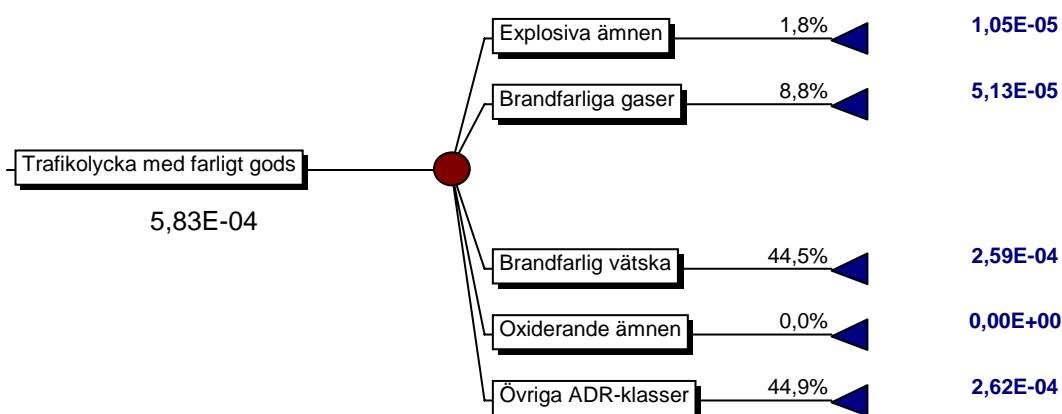 Explosiva ämnen 1,8% 1,05E-05
Brandfarliga gaser 8,8% 5,13E-05
Trafikolycka med farligt gods
5,83E-04
Brandfarlig vätska 44,5% 2,59E-04
Oxiderande ämnen 0,0% 0,00E+00
Övriga ADR-klasser 44,9% 2,62E-04